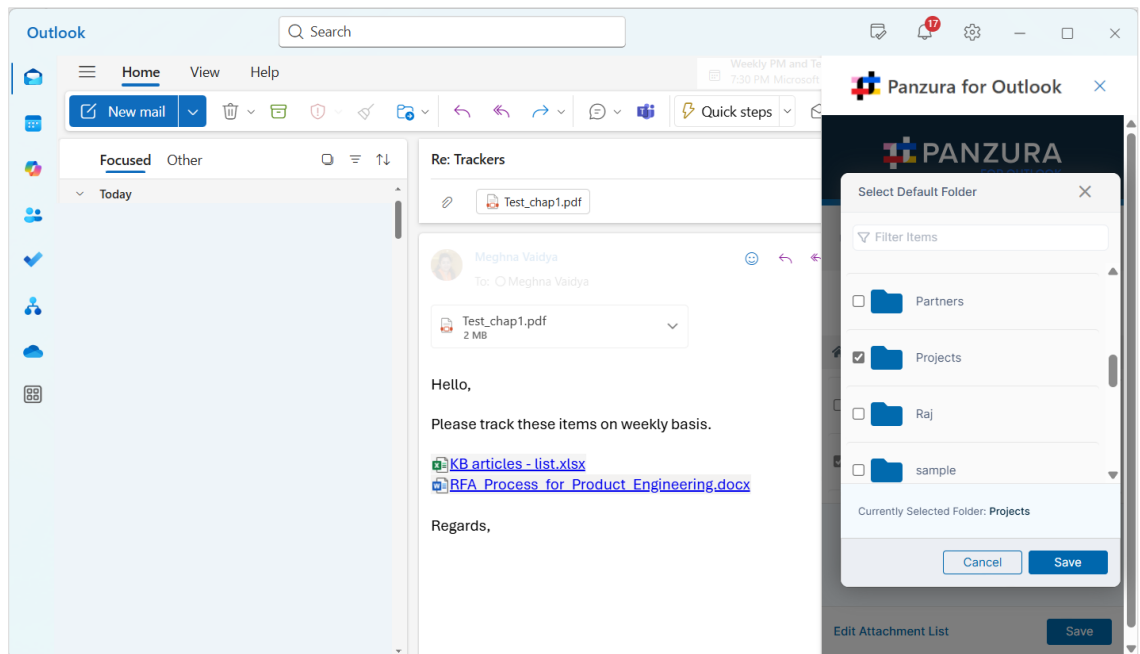 Outlook
Search
17
Home View Help
Weekly PM and Te
7:30 PM Microsoft
New mail
Quick steps
Focused Other
Today
Re: Trackers
Test_chap1.pdf
Meghna Vaidya
To: Meghna Vaidya
Test_chap1.pdf
2 MB
Hello,
Please track these items on weekly basis.
KB articles - list.xlsx
RFA_Process_for_Product_Engineering.docx
Regards,
Panzura for Outlook
PANZURA
Select Default Folder
Filter Items
Partners
Projects
Raj
sample
Currently Selected Folder: Projects
Cancel Save
Edit Attachment List Save